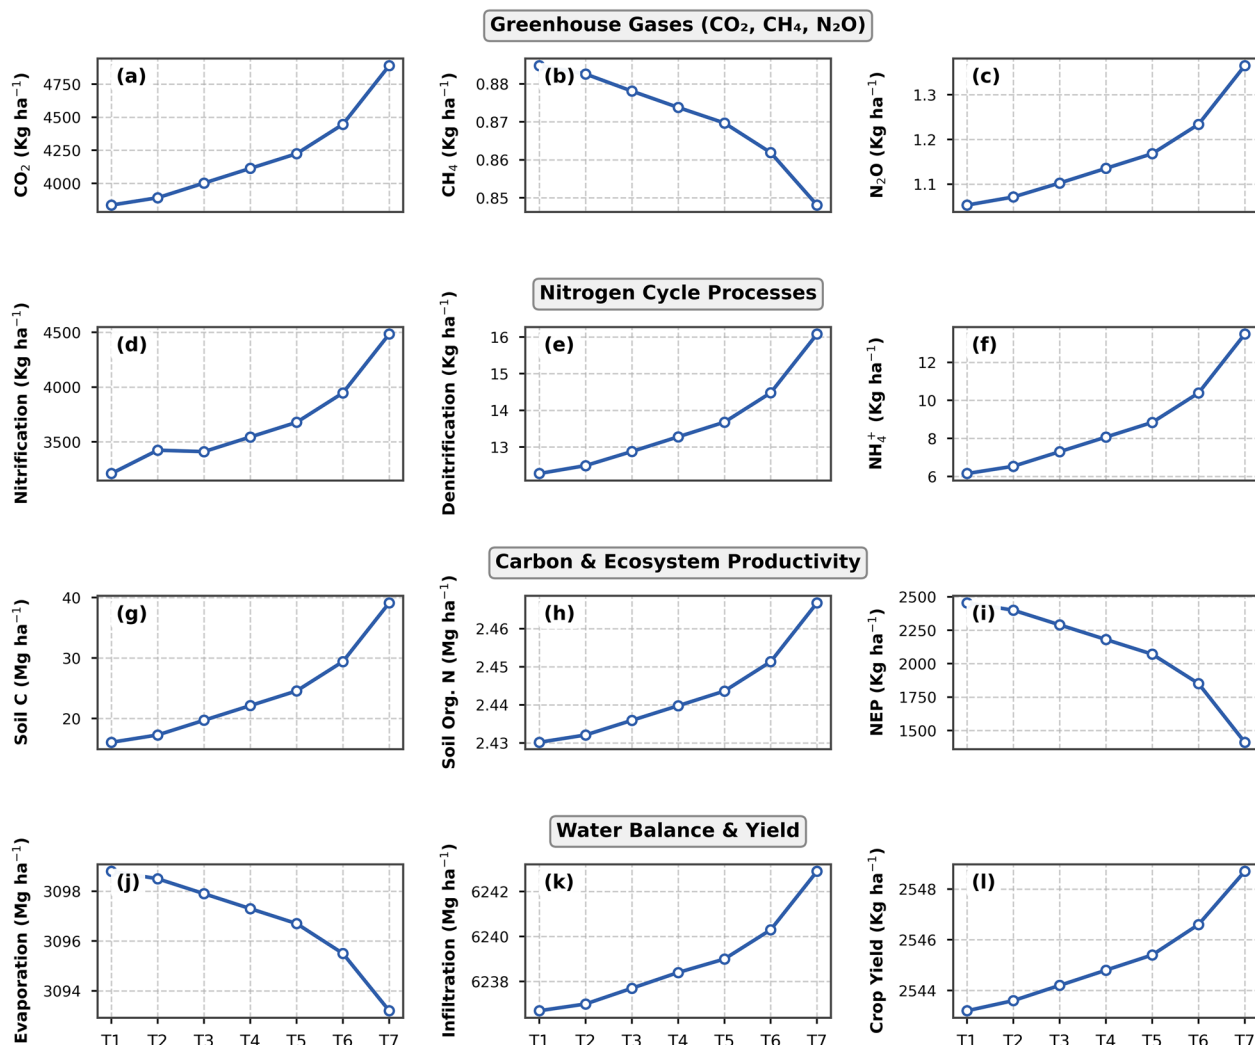 Greenhouse Gases (CO₂, CH₄, N₂O)
(a)
CO₂ (Kg ha⁻¹)
4750
4500
4250
4000
(b)
CH₄ (Kg ha⁻¹)
0.88
0.87
0.86
0.85
(c)
N₂O (Kg ha⁻¹)
1.3
1.2
1.1
Nitrogen Cycle Processes
(d)
Nitrification (Kg ha⁻¹)
4500
4000
3500
(e)
Denitrification (Kg ha⁻¹)
16
15
14
13
(f)
NH₄⁺ (Kg ha⁻¹)
12
10
8
6
Carbon & Ecosystem Productivity
(g)
Soil C (Mg ha⁻¹)
40
30
20
(h)
Soil Org. N (Mg ha⁻¹)
2.46
2.45
2.44
2.43
(i)
NEP (Kg ha⁻¹)
2500
2250
2000
1750
1500
Water Balance & Yield
(j)
Evaporation (Mg ha⁻¹)
3098
3096
3094
T1 T2 T3 T4 T5 T6 T7
(k)
Infiltration (Mg ha⁻¹)
6242
6240
6238
T1 T2 T3 T4 T5 T6 T7
(l)
Crop Yield (Kg ha⁻¹)
2548
2546
2544
T1 T2 T3 T4 T5 T6 T7